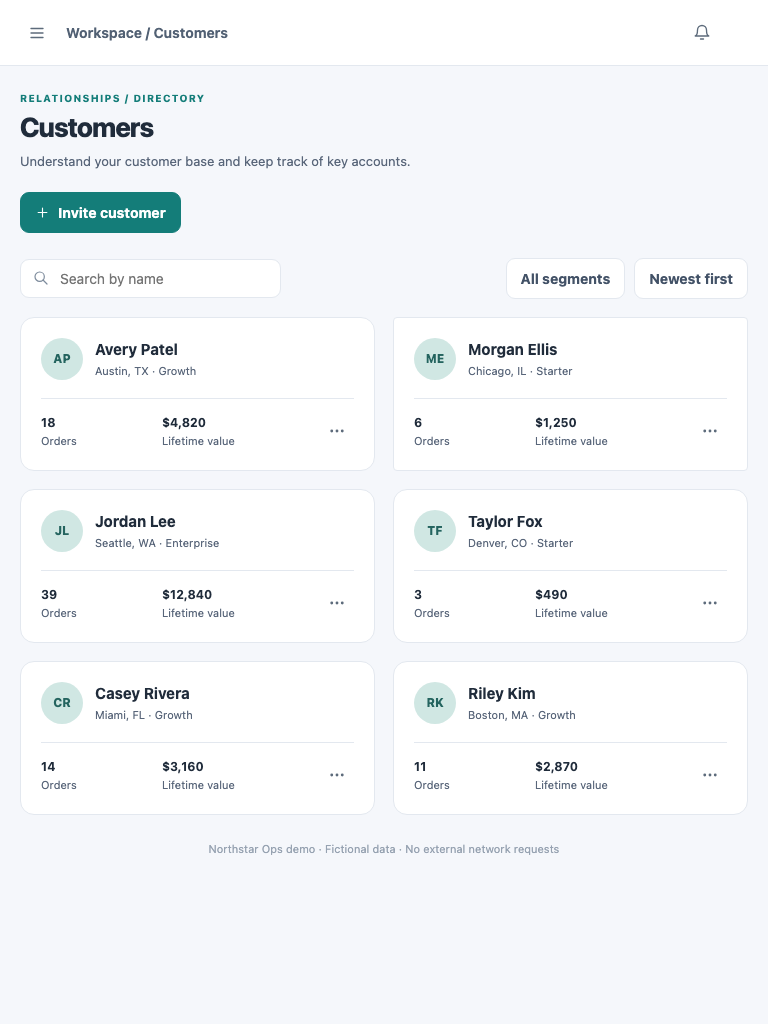 Workspace / Customers
RELATIONSHIPS / DIRECTORY
Customers
Understand your customer base and keep track of key accounts.
Invite customer
Search by name
All segments
Newest first
AP
Avery Patel
Austin, TX · Growth
18
Orders
$4,820
Lifetime value
ME
Morgan Ellis
Chicago, IL · Starter
6
Orders
$1,250
Lifetime value
JL
Jordan Lee
Seattle, WA · Enterprise
39
Orders
$12,840
Lifetime value
TF
Taylor Fox
Denver, CO · Starter
3
Orders
$490
Lifetime value
CR
Casey Rivera
Miami, FL · Growth
14
Orders
$3,160
Lifetime value
RK
Riley Kim
Boston, MA · Growth
11
Orders
$2,870
Lifetime value
Northstar Ops demo · Fictional data · No external network requests